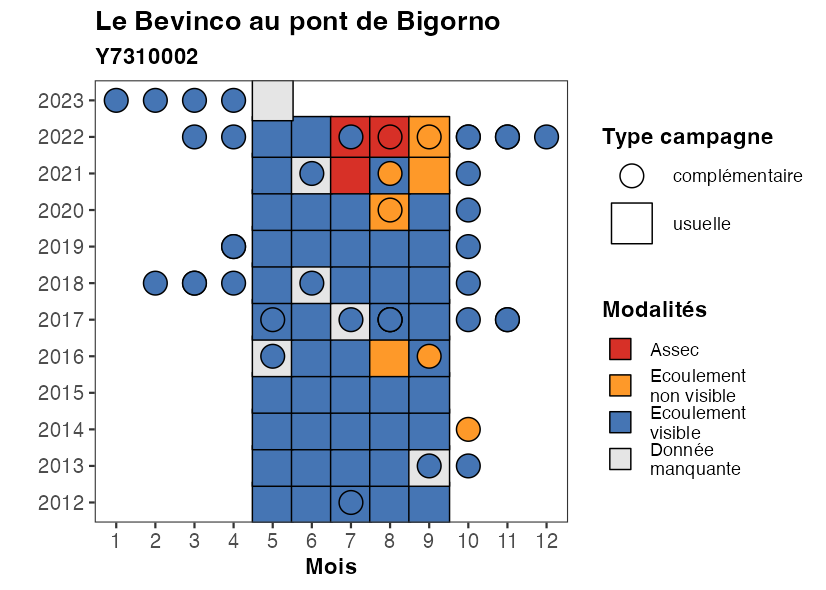 Le Bevinco au pont de Bigorno
Y7310002
2023
2022
2021
2020
2019
2018
2017
2016
2015
2014
2013
2012
1 2 3 4 5 6 7 8 9 10 11 12
Mois
Type campagne
complémentaire
usuelle
Modalités
Assec
Ecoulement
non visible
Ecoulement
visible
Donnée
manquante